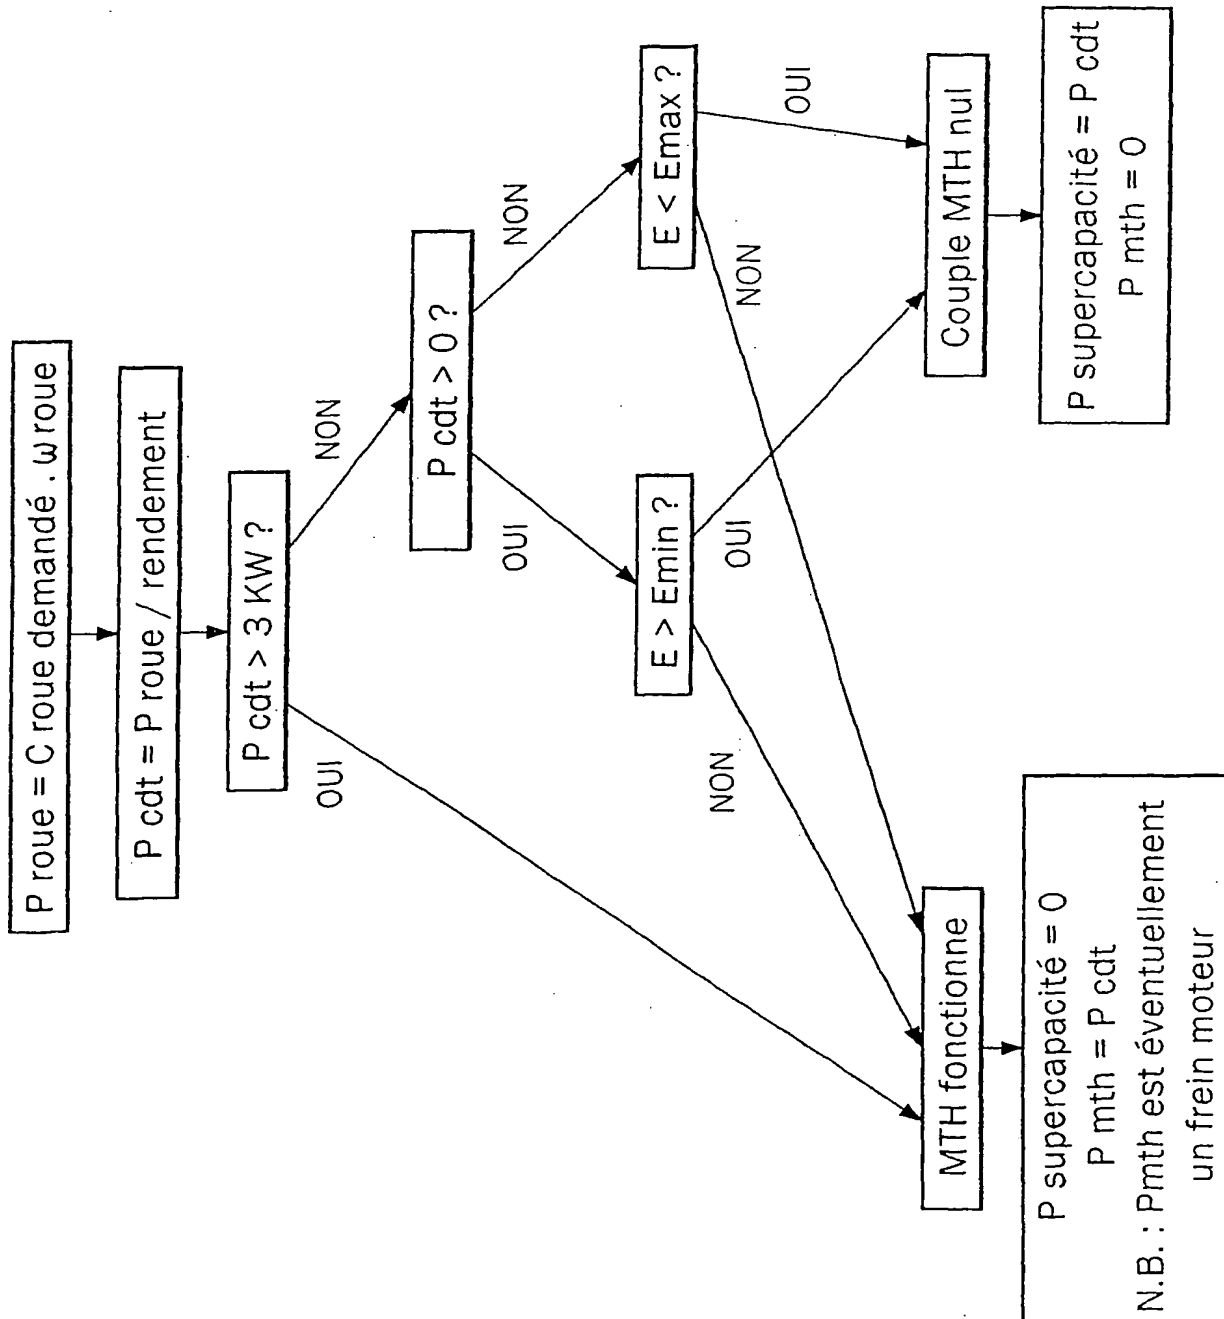 P roue = C roue demandé . ω roue
P cdt = P roue / rendement
P cdt > 3 KW ?
OUI
NON
P cdt > 0 ?
OUI
NON
E > Emin ?
E < Emax ?
NON
OUI
NON
OUI
MTH fonctionne
Couple MTH nul
P supercapacité = 0
P mth = P cdt
N.B. : Pmth est éventuellement
un frein moteur
P supercapacité = P cdt
P mth = 0